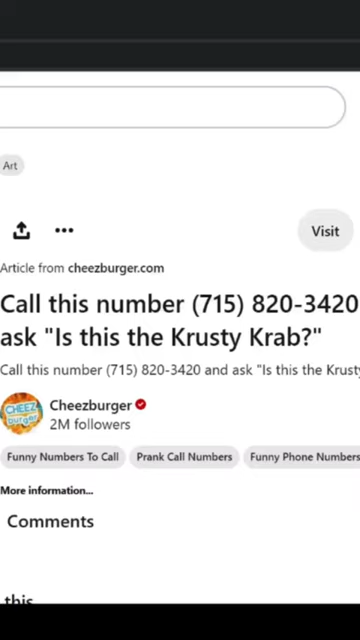 Art
Visit
Article from cheezburger.com
Call this number (715) 820-3420
ask "Is this the Krusty Krab?"
Call this number (715) 820-3420 and ask "Is this the Krusty
CHEEZ
burger
Cheezburger
2M followers
Funny Numbers To Call
Prank Call Numbers
Funny Phone Numbers
More information...
Comments
this